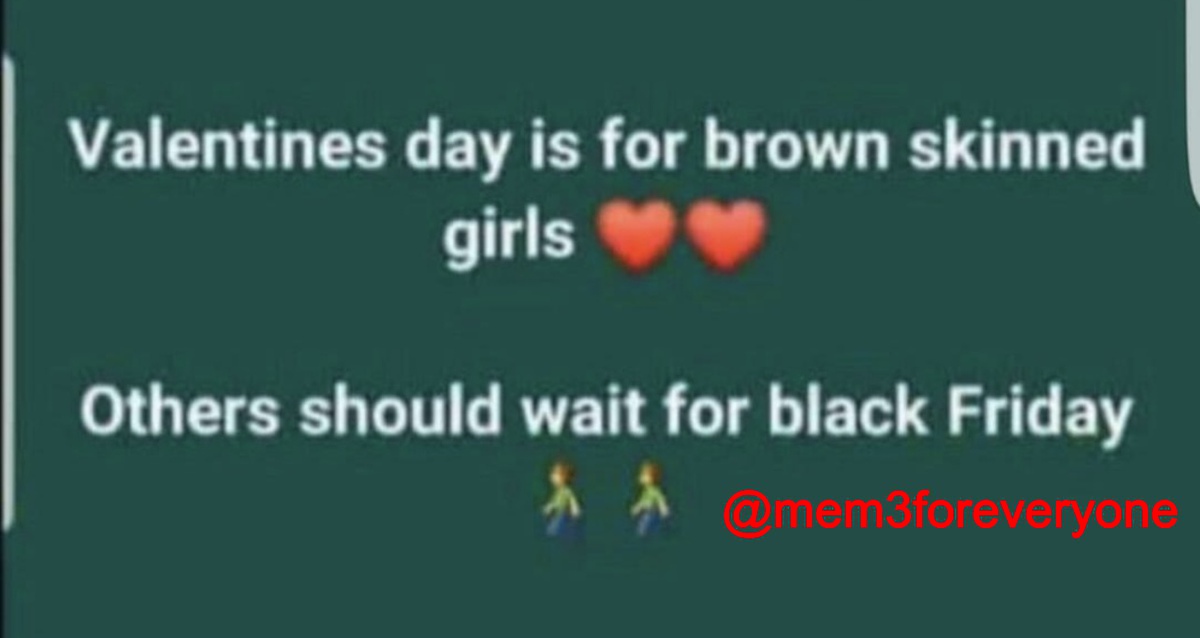 Valentines day is for brown skinned
girls ❤️❤️
Others should wait for black Friday
🚶🚶
@mem3foreveryone